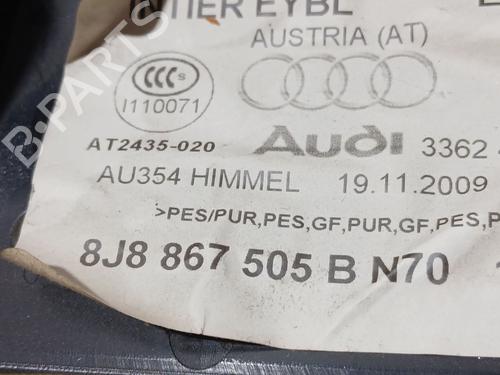 TIER EYBL
AUSTRIA (AT)
CCC S
I110071
AT2435-020
Audi 3362
AU354 HIMMEL 19.11.2009
>PES/PUR,PES,GF,PUR,GF,PES,P
8J8 867 505 B N70
B-PARTS